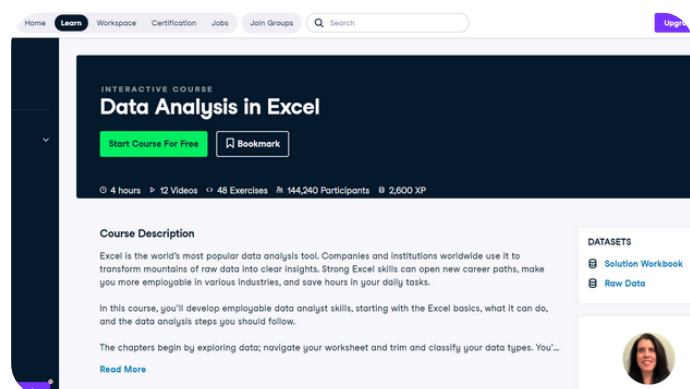 Home Learn Workspace Certification Jobs Join Groups Search
INTERACTIVE COURSE
Data Analysis in Excel
Start Course For Free Bookmark
4 hours 12 Videos 48 Exercises 144,240 Participants 2,600 XP
Course Description
Excel is the world's most popular data analysis tool. Companies and institutions worldwide use it to
transform mountains of raw data into clear insights. Strong Excel skills can open new career paths, make
you more employable in various industries, and save hours in your daily tasks.
In this course, you'll develop employable data analyst skills, starting with the Excel basics, what it can do,
and the data analysis steps you should follow.
The chapters begin by exploring data; navigate your worksheet and trim and classify your data types. You'...
Read More
DATASETS
Solution Workbook
Raw Data